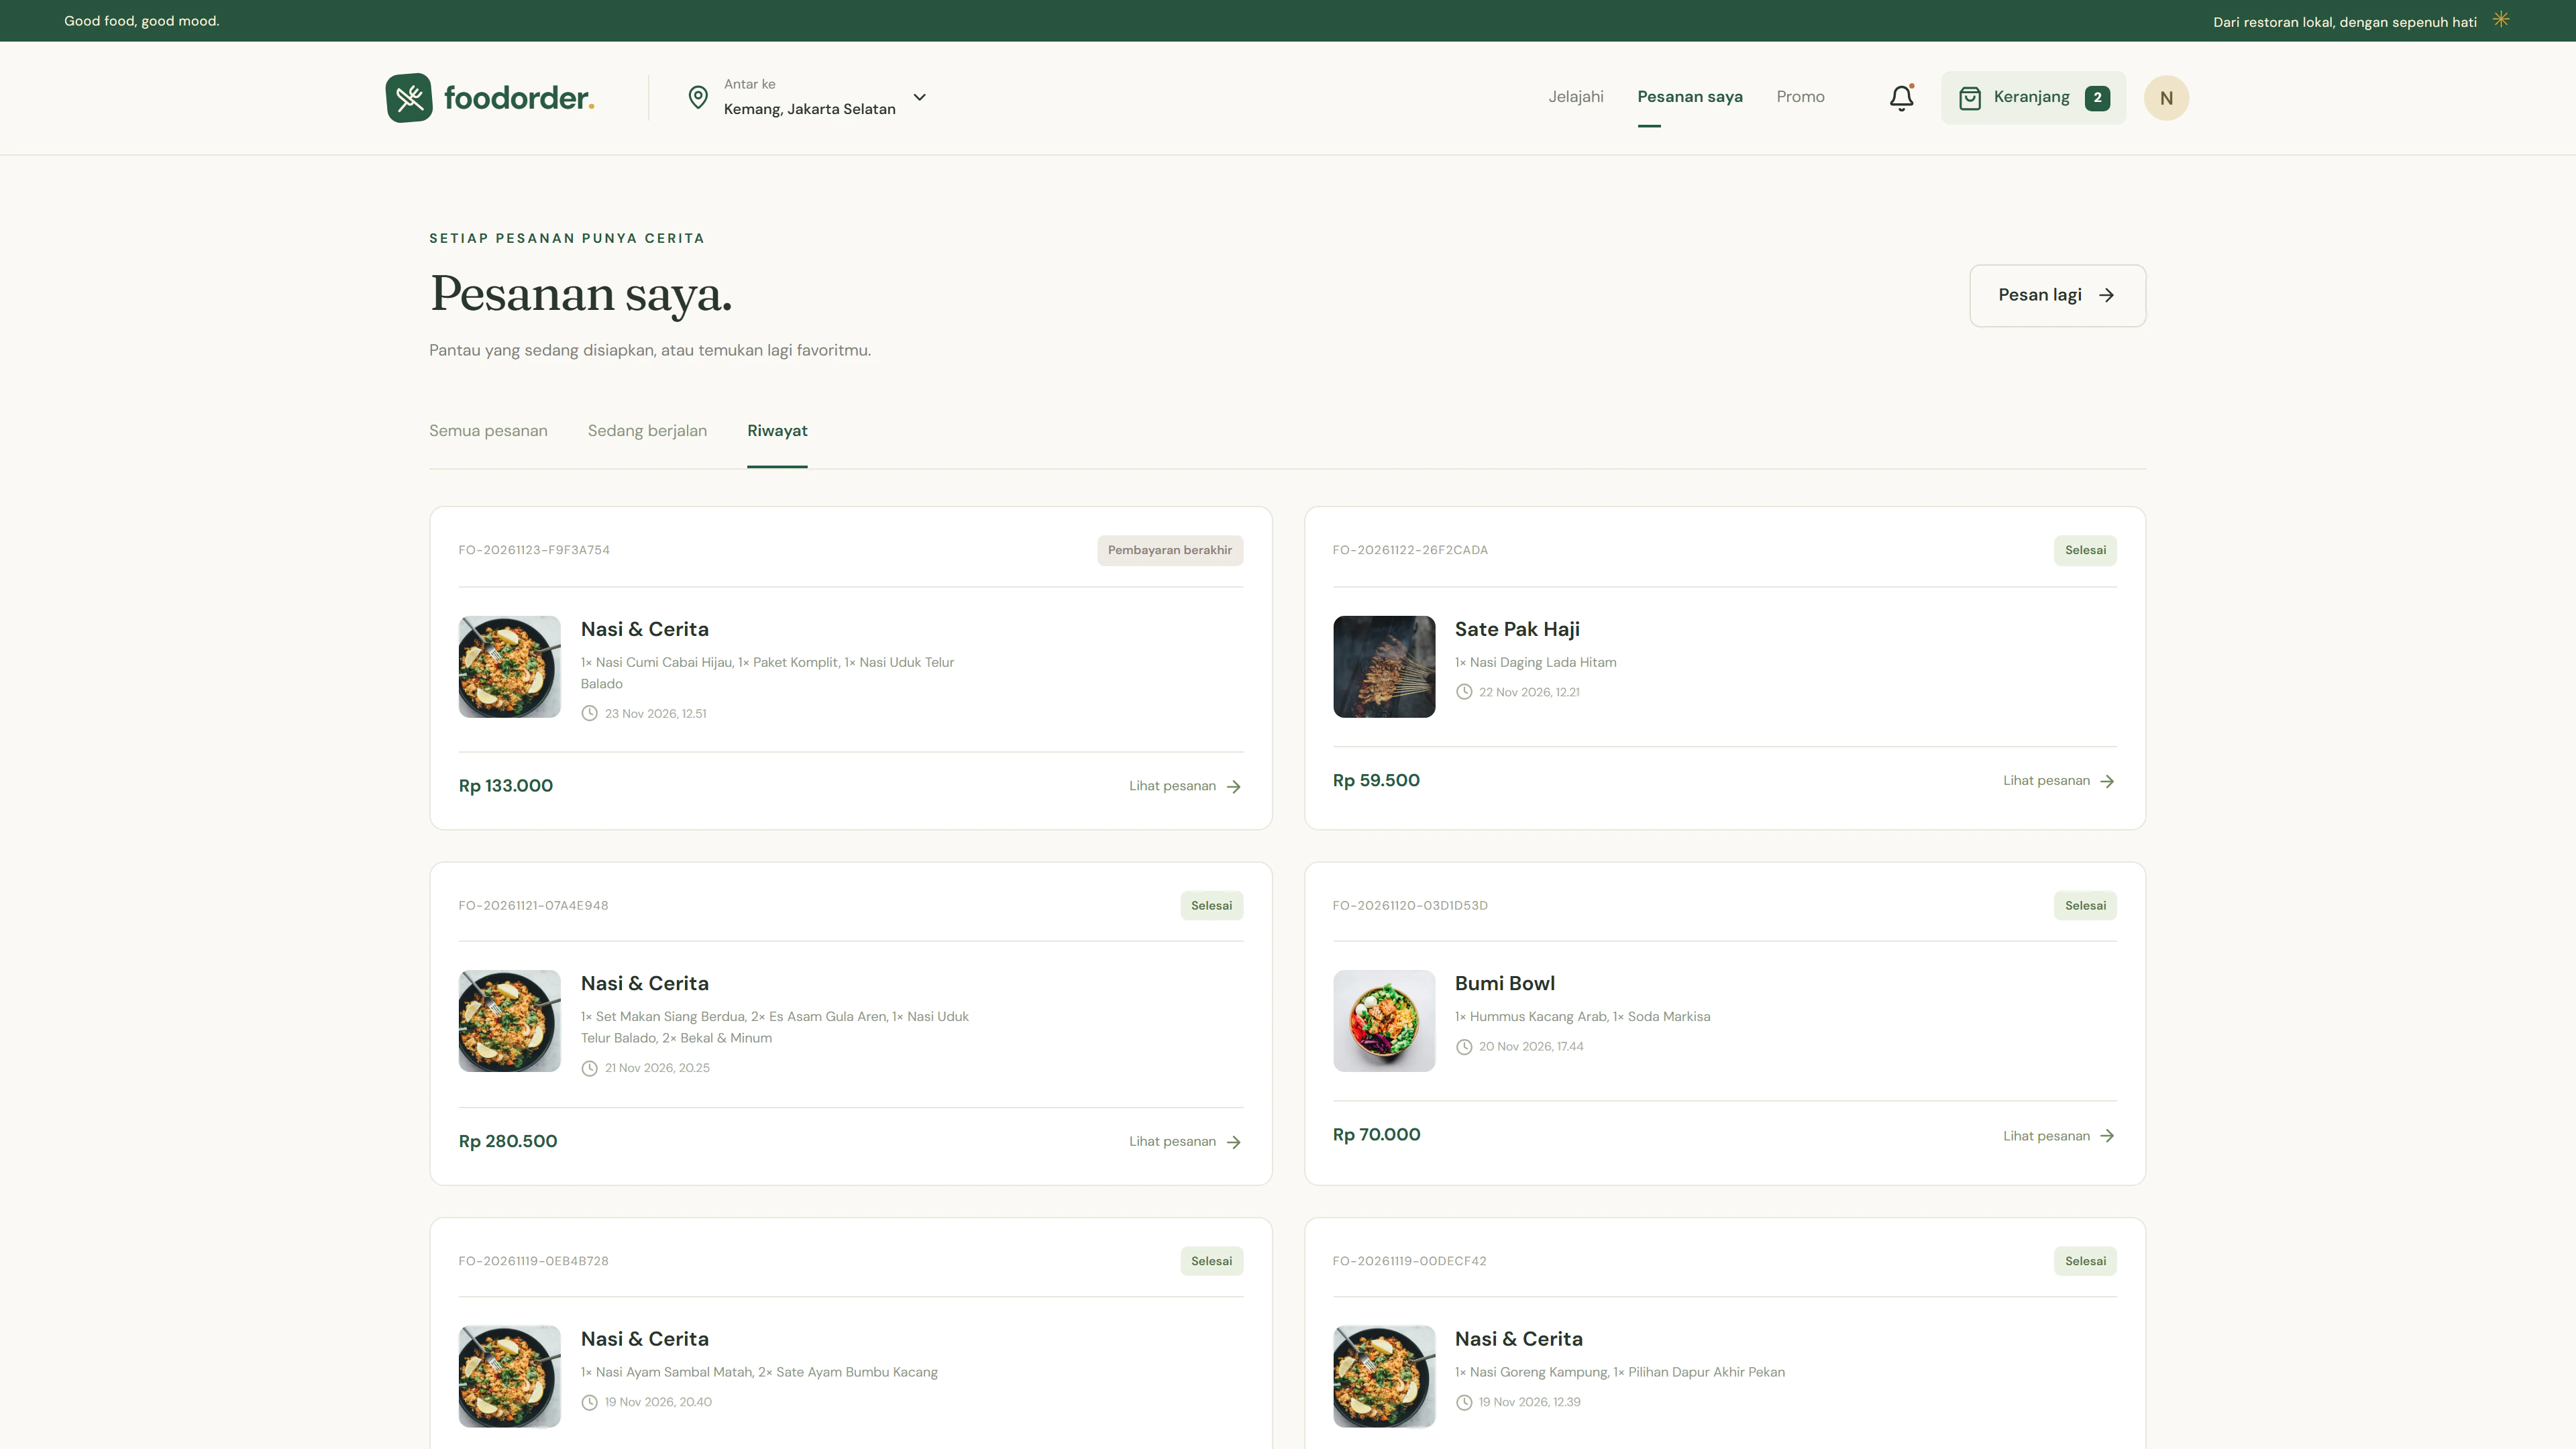 Good food, good mood.
Dari restoran lokal, dengan sepenuh hati
foodorder.
Antar ke
Kemang, Jakarta Selatan
Jelajahi
Pesanan saya
Promo
Keranjang
2
N
SETIAP PESANAN PUNYA CERITA
Pesanan saya.
Pantau yang sedang disiapkan, atau temukan lagi favoritmu.
Pesan lagi
Semua pesanan
Sedang berjalan
Riwayat
FO-20261123-F9F3A754
Pembayaran berakhir
Nasi & Cerita
1× Nasi Cumi Cabai Hijau, 1× Paket Komplit, 1× Nasi Uduk Telur
Balado
23 Nov 2026, 12.51
Rp 133.000
Lihat pesanan
FO-20261122-26F2CADA
Selesai
Sate Pak Haji
1× Nasi Daging Lada Hitam
22 Nov 2026, 12.21
Rp 59.500
Lihat pesanan
FO-20261121-07A4E948
Selesai
Nasi & Cerita
1× Set Makan Siang Berdua, 2× Es Asam Gula Aren, 1× Nasi Uduk
Telur Balado, 2× Bekal & Minum
21 Nov 2026, 20.25
Rp 280.500
Lihat pesanan
FO-20261120-03D1D53D
Selesai
Bumi Bowl
1× Hummus Kacang Arab, 1× Soda Markisa
20 Nov 2026, 17.44
Rp 70.000
Lihat pesanan
FO-20261119-0EB4B728
Selesai
Nasi & Cerita
1× Nasi Ayam Sambal Matah, 2× Sate Ayam Bumbu Kacang
19 Nov 2026, 20.40
FO-20261119-00DECF42
Selesai
Nasi & Cerita
1× Nasi Goreng Kampung, 1× Pilihan Dapur Akhir Pekan
19 Nov 2026, 12.39